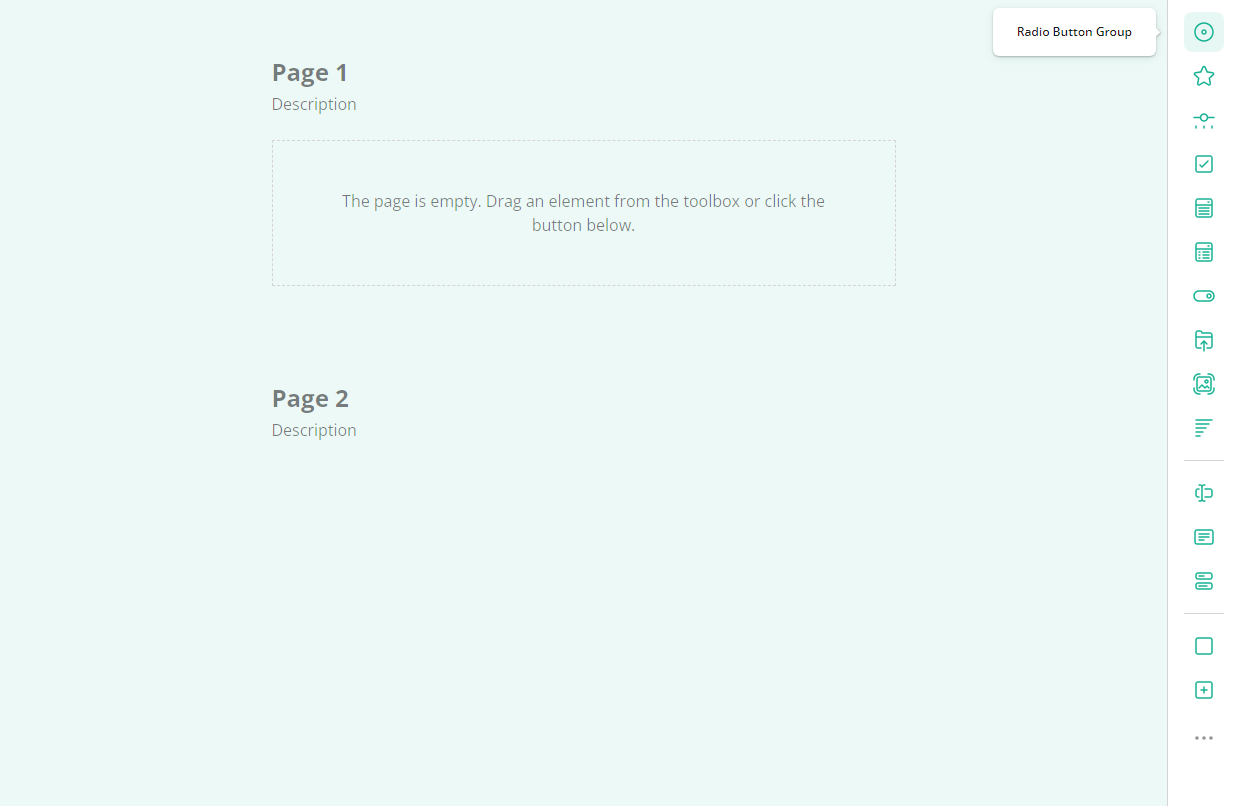 Radio Button Group
Page 1
Description
The page is empty. Drag an element from the toolbox or click the
button below.
Page 2
Description